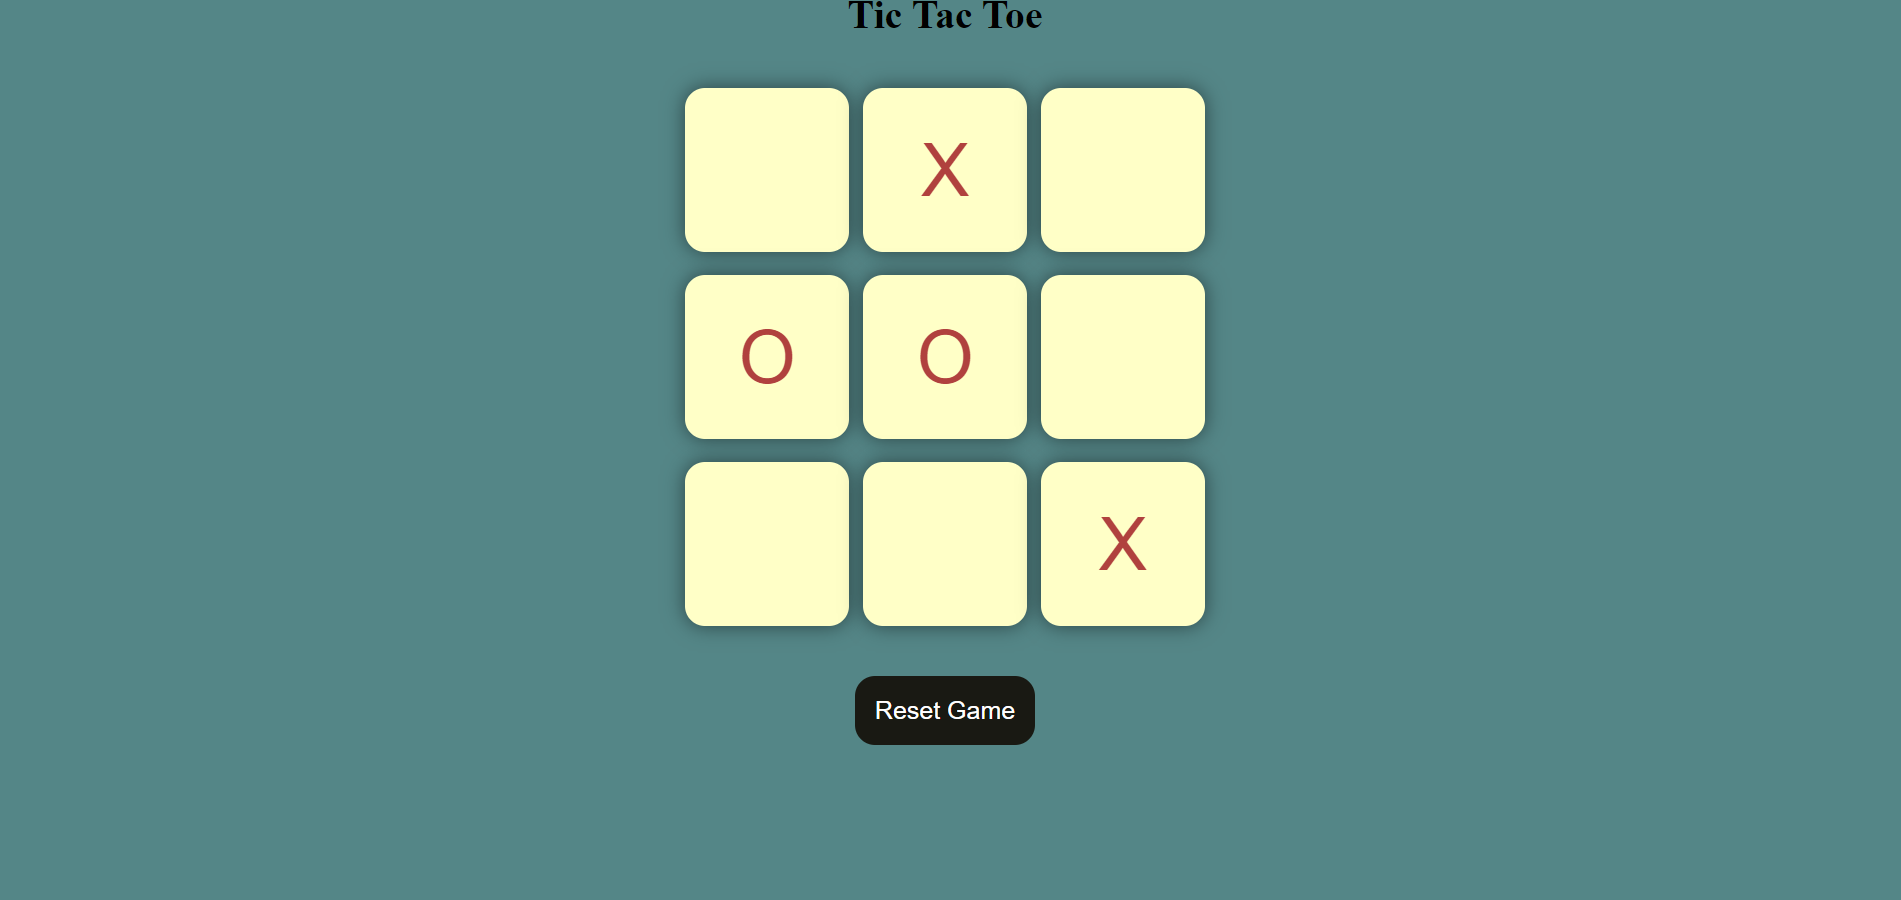 Tic Tac Toe
X
O O
X
Reset Game